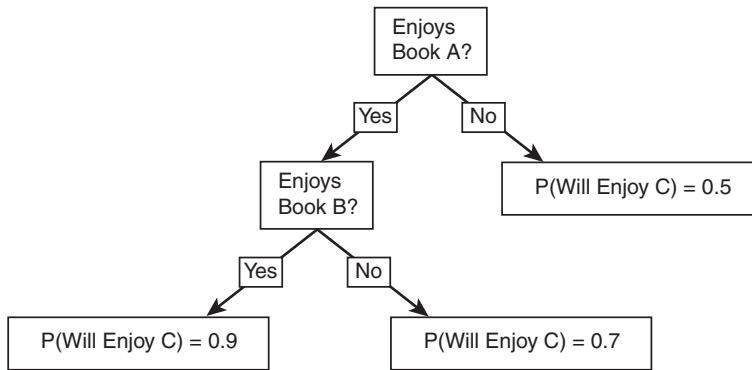 Enjoys
Book A?
Yes
No
Enjoys
Book B?
P(Will Enjoy C) = 0.5
Yes
No
P(Will Enjoy C) = 0.9
P(Will Enjoy C) = 0.7